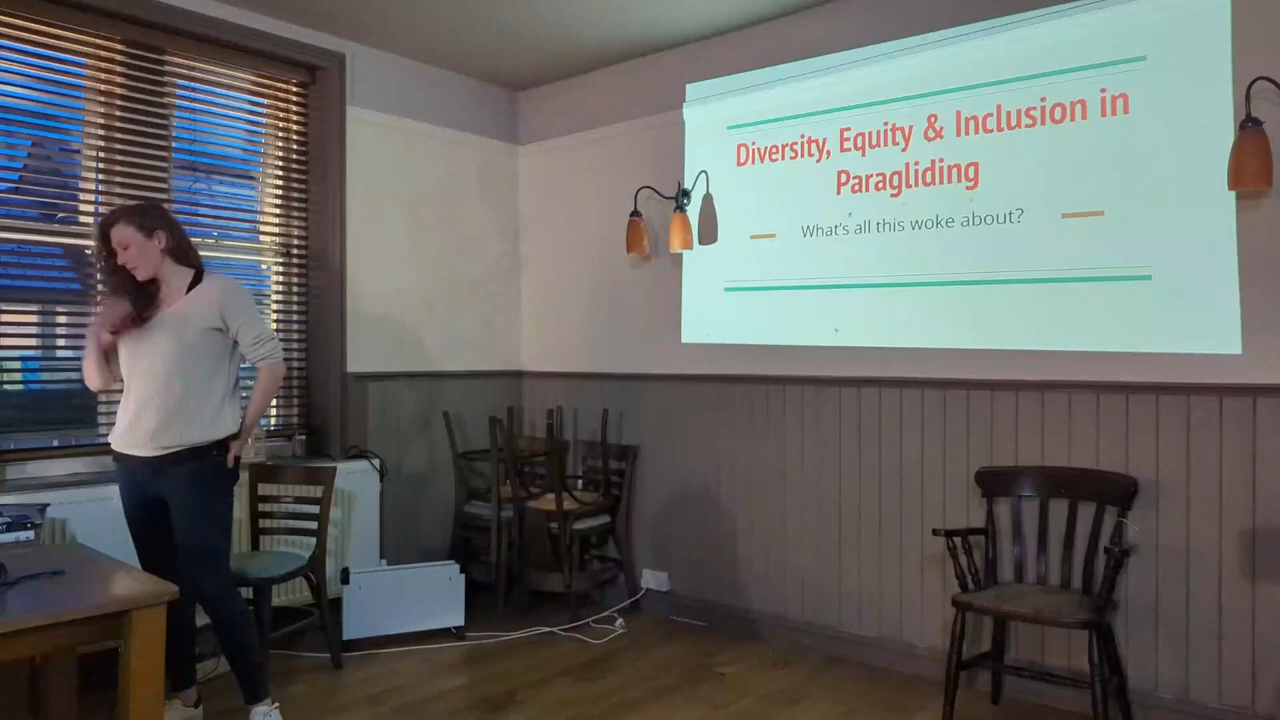 Diversity, Equity & Inclusion in
Paragliding
What's all this woke about?